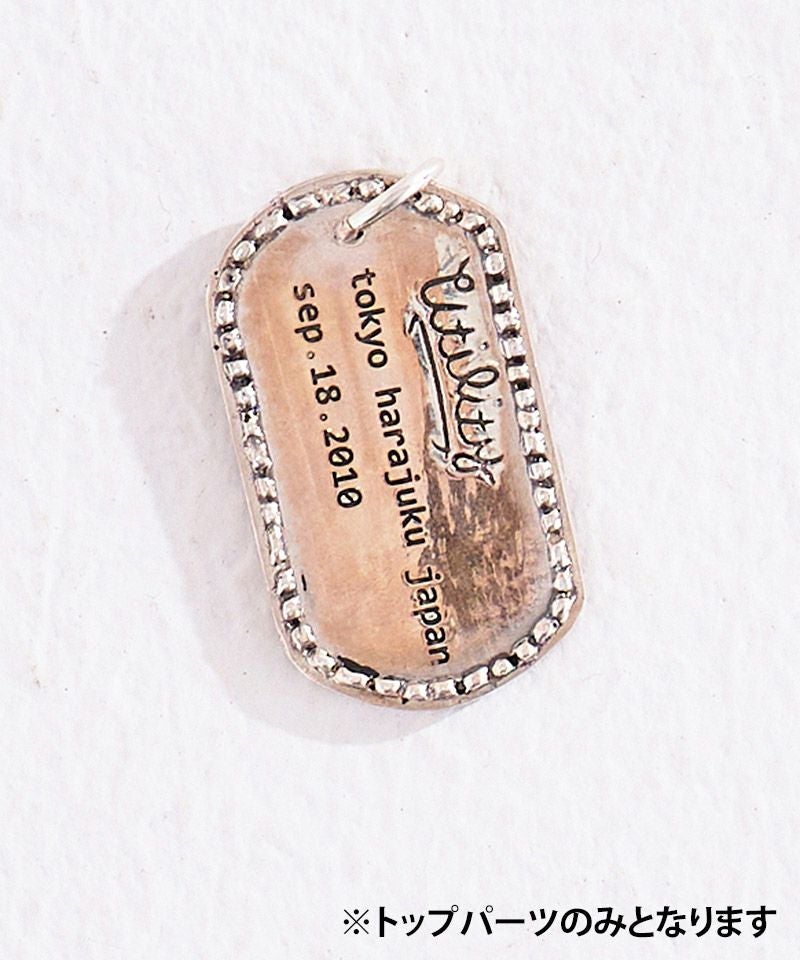 Utility
tokyo harajuku japan
sep.18.2010
※トップパーツのみとなります